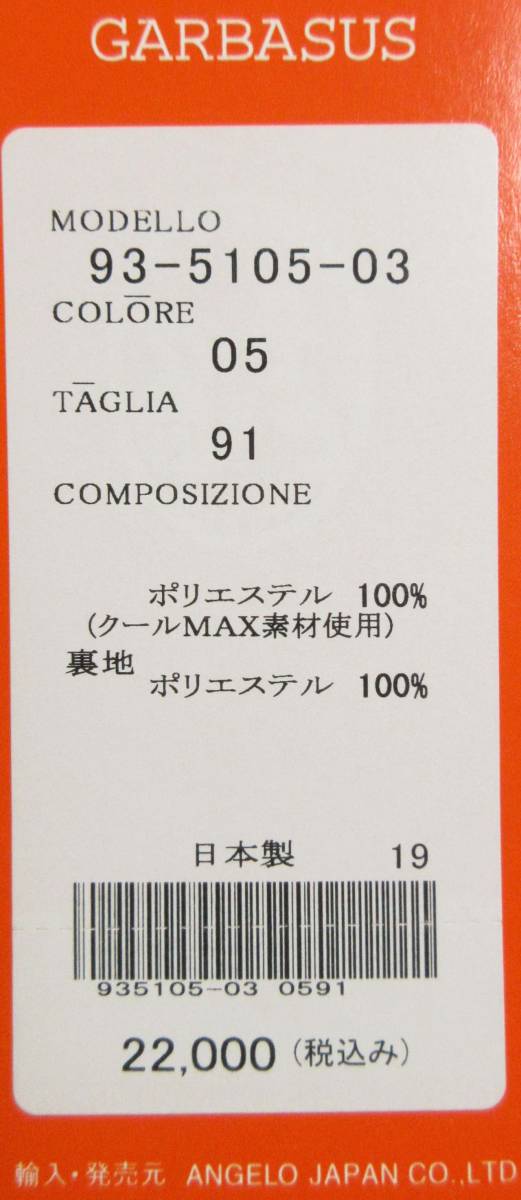 GARBASUS
MODELLO
93-5105-03
COLŌRE
05
TĀGLIA
91
COMPOSIZIONE
ポリエステル 100%
(クールMAX素材使用)
裏地
ポリエステル 100%
日本製 19
935105-03 0591
22,000 (税込み)
輸入・発売元 ANGELO JAPAN CO.,LTD